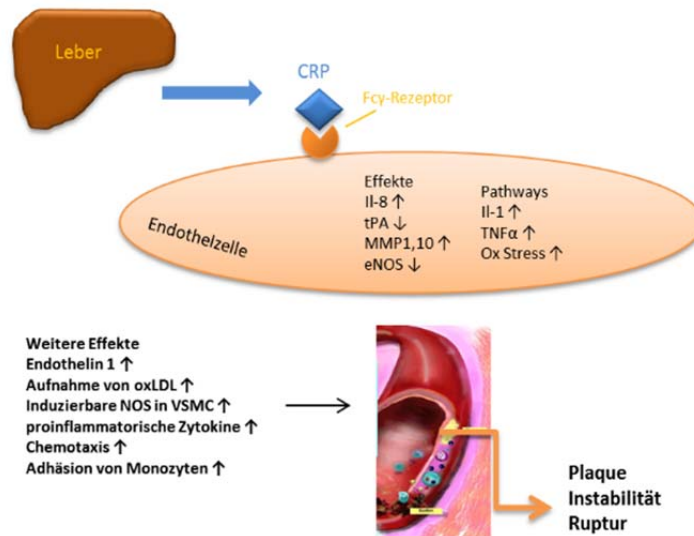 Leber
CRP
Fcy-Rezeptor
Endothelzelle
Effekte
Il-8 ↑
tPA ↓
MMP1,10 ↑
eNOS ↓
Pathways
Il-1 ↑
TNFα ↑
Ox Stress ↑
Weitere Effekte
Endothelin 1 ↑
Aufnahme von oxLDL ↑
Induzierbare NOS in VSMC ↑
proinflammatorische Zytokine ↑
Chemotaxis ↑
Adhäsion von Monozyten ↑
Plaque
Instabilität
Ruptur